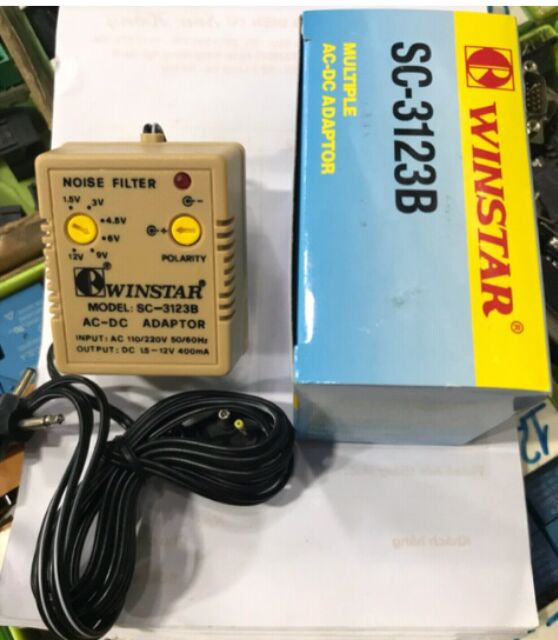 NOISE FILTER
1.5V
3V
4.5V
6V
9V
12V
POLARITY
WINSTAR®
MODEL: SC-3123B
AC-DC ADAPTOR
INPUT: AC 110/220V 50/60Hz
OUTPUT: DC 1.5-12V 400mA
WINSTAR®
SC-3123B
MULTIPLE
AC-DC ADAPTOR
12